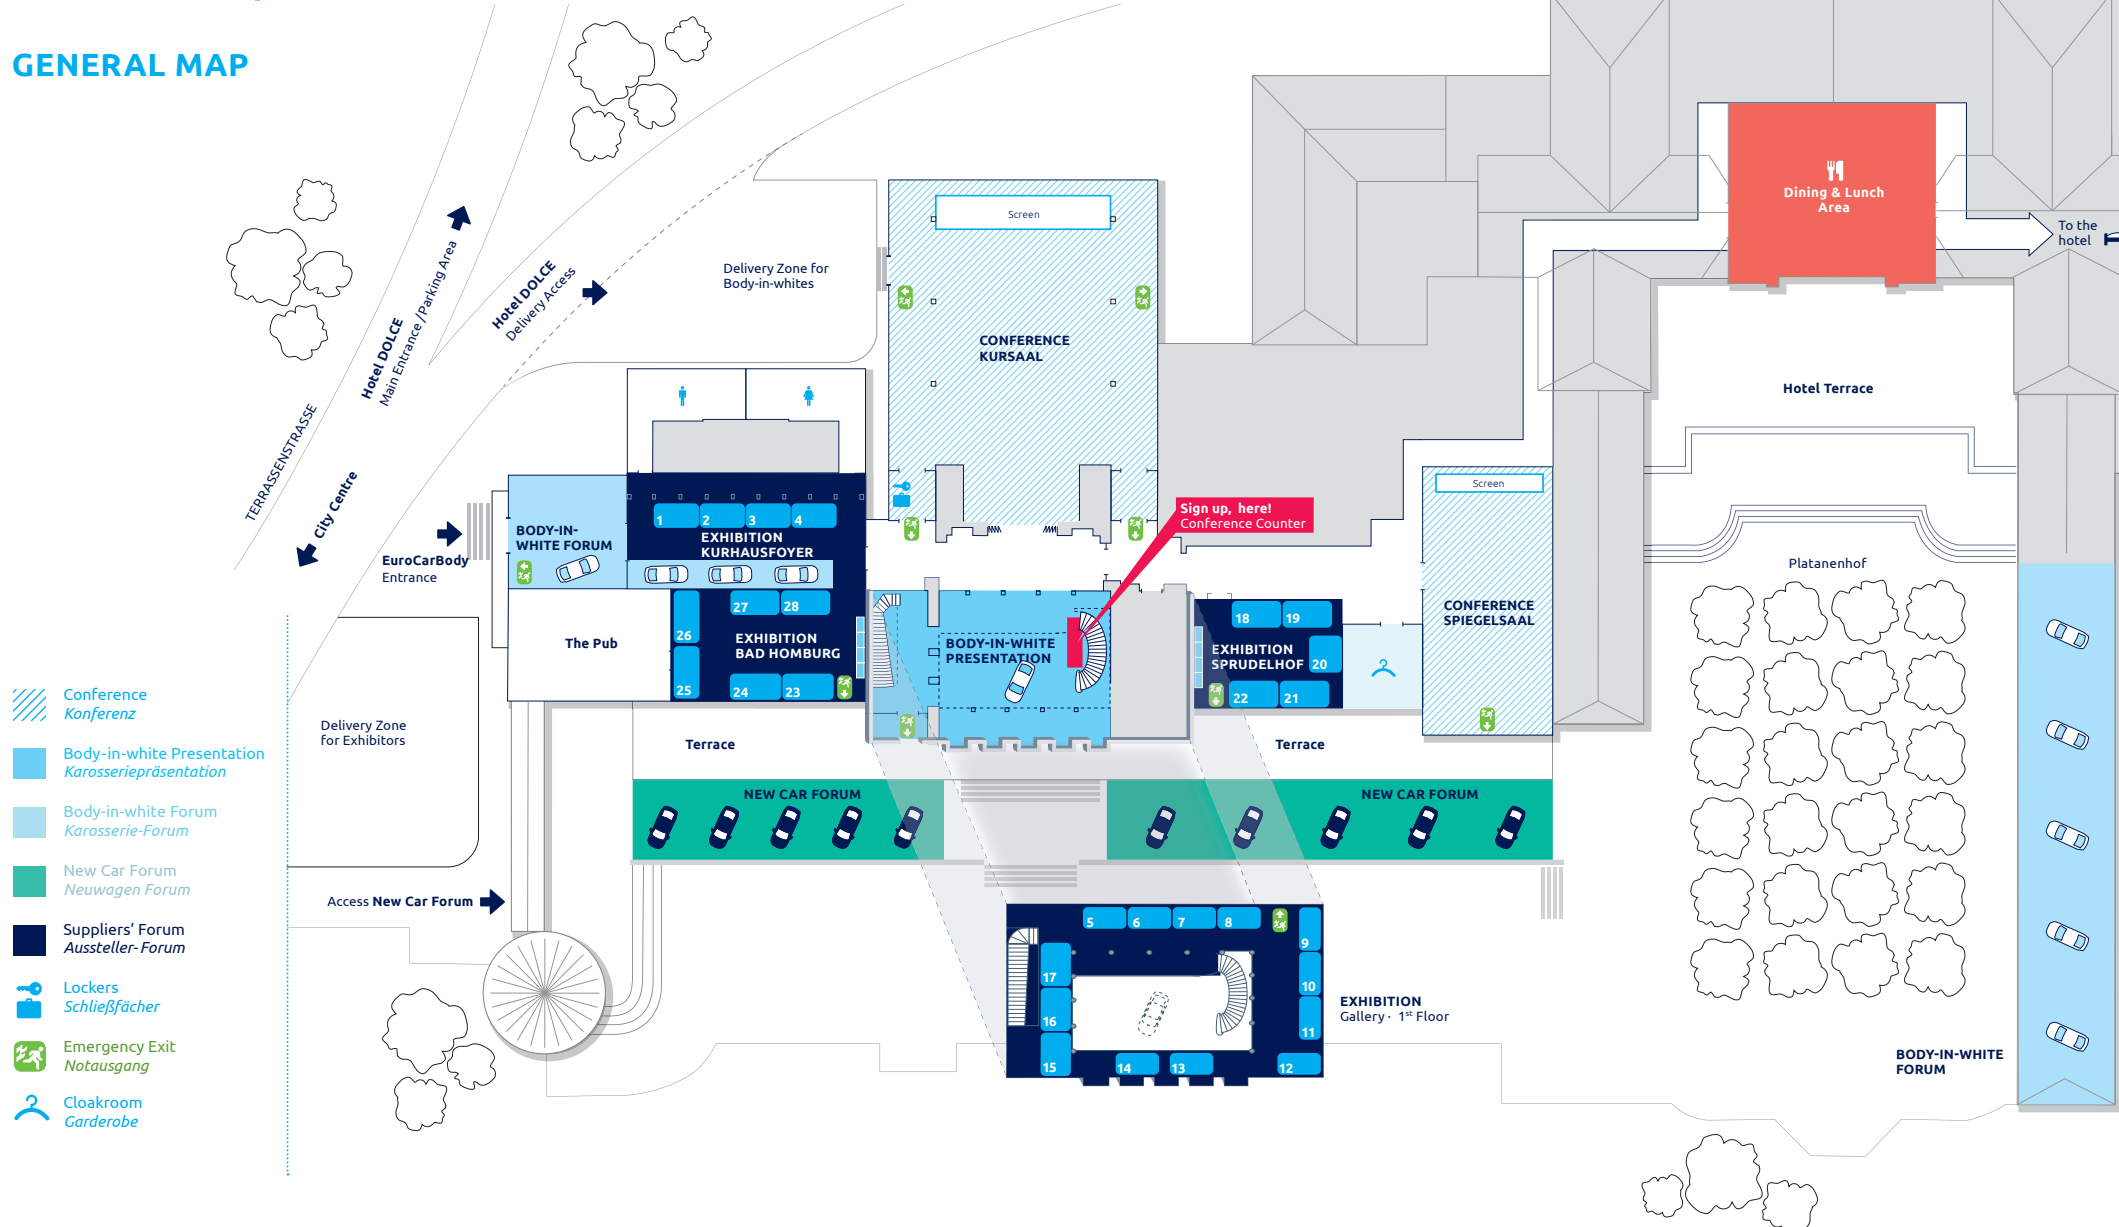 GENERAL MAP
TERRASSENSTRASSE
City Centre
Hotel DOLCE
Main Entrance / Parking Area
Hotel DOLCE
Delivery Access
Delivery Zone for
Body-in-whites
Screen
CONFERENCE
KURSAAL
Dining & Lunch
Area
To the
hotel
Hotel Terrace
Sign up, here!
Conference Counter
Screen
CONFERENCE
SPIEGELSAAL
Platanenhof
EuroCarBody
Entrance
BODY-IN-
WHITE FORUM
1
2
3
4
EXHIBITION
KURHAUSFOYER
The Pub
26
25
27
28
EXHIBITION
BAD HOMBURG
24
23
BODY-IN-WHITE
PRESENTATION
18
19
EXHIBITION
SPRUDELHOF
20
22
21
Terrace
Terrace
NEW CAR FORUM
NEW CAR FORUM
Delivery Zone
for Exhibitors
Access New Car Forum
5
6
7
8
9
10
11
12
13
14
15
16
17
EXHIBITION
Gallery · 1st Floor
BODY-IN-WHITE
FORUM
Conference
Konferenz
Body-in-white Presentation
Karosseriepräsentation
Body-in-white Forum
Karosserie-Forum
New Car Forum
Neuwagen Forum
Suppliers' Forum
Aussteller- Forum
Lockers
Schließfächer
Emergency Exit
Notausgang
Cloakroom
Garderobe